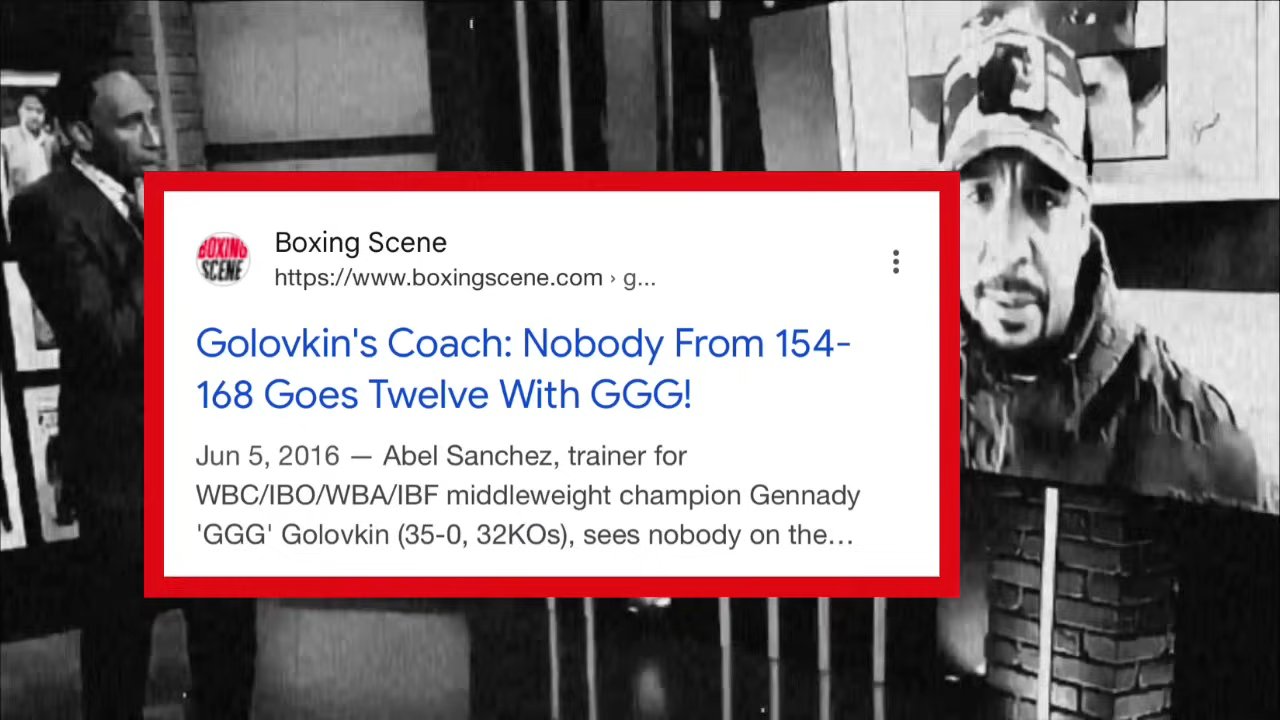 BOXING
SCENE
Boxing Scene
https://www.boxingscene.com › g...
Golovkin's Coach: Nobody From 154-
168 Goes Twelve With GGG!
Jun 5, 2016 — Abel Sanchez, trainer for
WBC/IBO/WBA/IBF middleweight champion Gennady
'GGG' Golovkin (35-0, 32KOs), sees nobody on the...